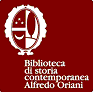 Biblioteca
di storia
contemporanea
Alfredo Oriani